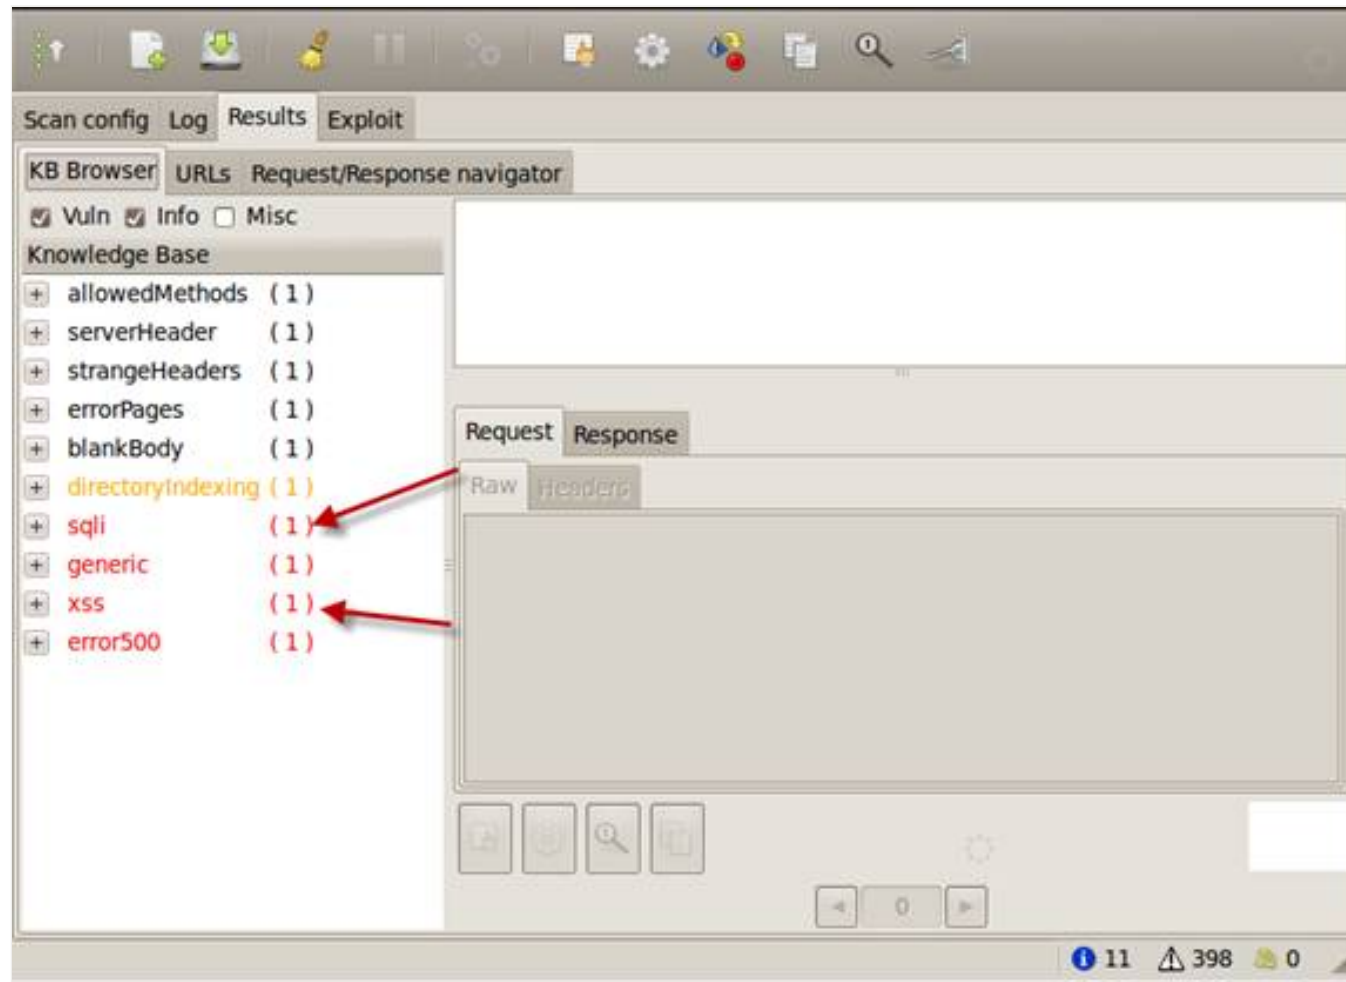 Scan config Log Results Exploit
KB Browser URLs Request/Response navigator
Vuln Info Misc
Knowledge Base
allowedMethods (1)
serverHeader (1)
strangeHeaders (1)
errorPages (1)
blankBody (1)
directoryIndexing (1)
sqli (1)
generic (1)
xss (1)
error500 (1)
Request Response
Raw Headers
0
11 398 0